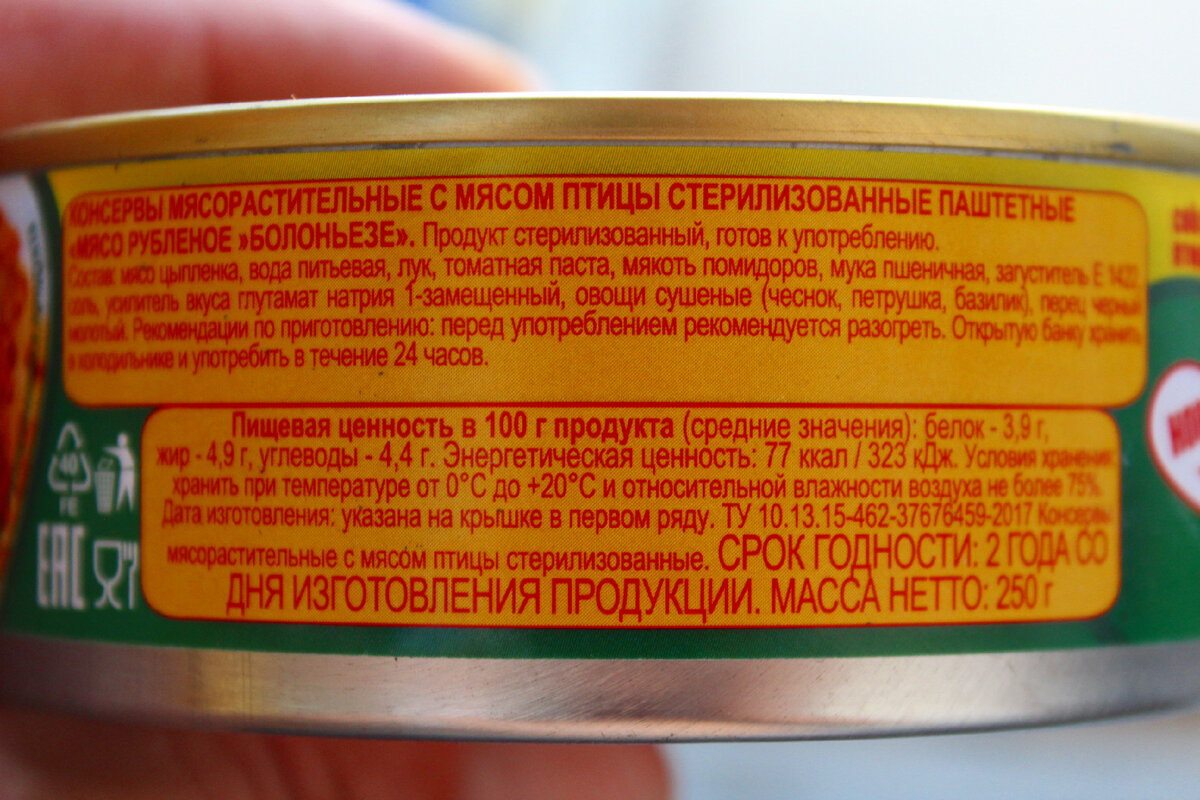 КОНСЕРВЫ МЯСОРАСТИТЕЛЬНЫЕ С МЯСОМ ПТИЦЫ СТЕРИЛИЗОВАННЫЕ ПАШТЕТНЫЕ
«МЯСО РУБЛЕНОЕ »БОЛОНЬЕЗЕ». Продукт стерилизованный, готов к употреблению.
Состав: мясо цыпленка, вода питьевая, лук, томатная паста, мякоть помидоров, мука пшеничная, загуститель Е 1422,
соль, усилитель вкуса глутамат натрия 1-замещенный, овощи сушеные (чеснок, петрушка, базилик), перец черный
молотый. Рекомендации по приготовлению: перед употреблением рекомендуется разогреть. Открытую банку хранить
в холодильнике и употребить в течение 24 часов.
Пищевая ценность в 100 г продукта (средние значения): белок - 3,9 г,
жир - 4,9 г, углеводы - 4,4 г. Энергетическая ценность: 77 ккал / 323 кДж. Условия хранения:
хранить при температуре от 0°С до +20°С и относительной влажности воздуха не более 75%.
Дата изготовления: указана на крышке в первом ряду. ТУ 10.13.15-462-37676459-2017 Консервы
мясорастительные с мясом птицы стерилизованные. СРОК ГОДНОСТИ: 2 ГОДА СО
ДНЯ ИЗГОТОВЛЕНИЯ ПРОДУКЦИИ. МАССА НЕТТО: 250 г
40
FE
EAC